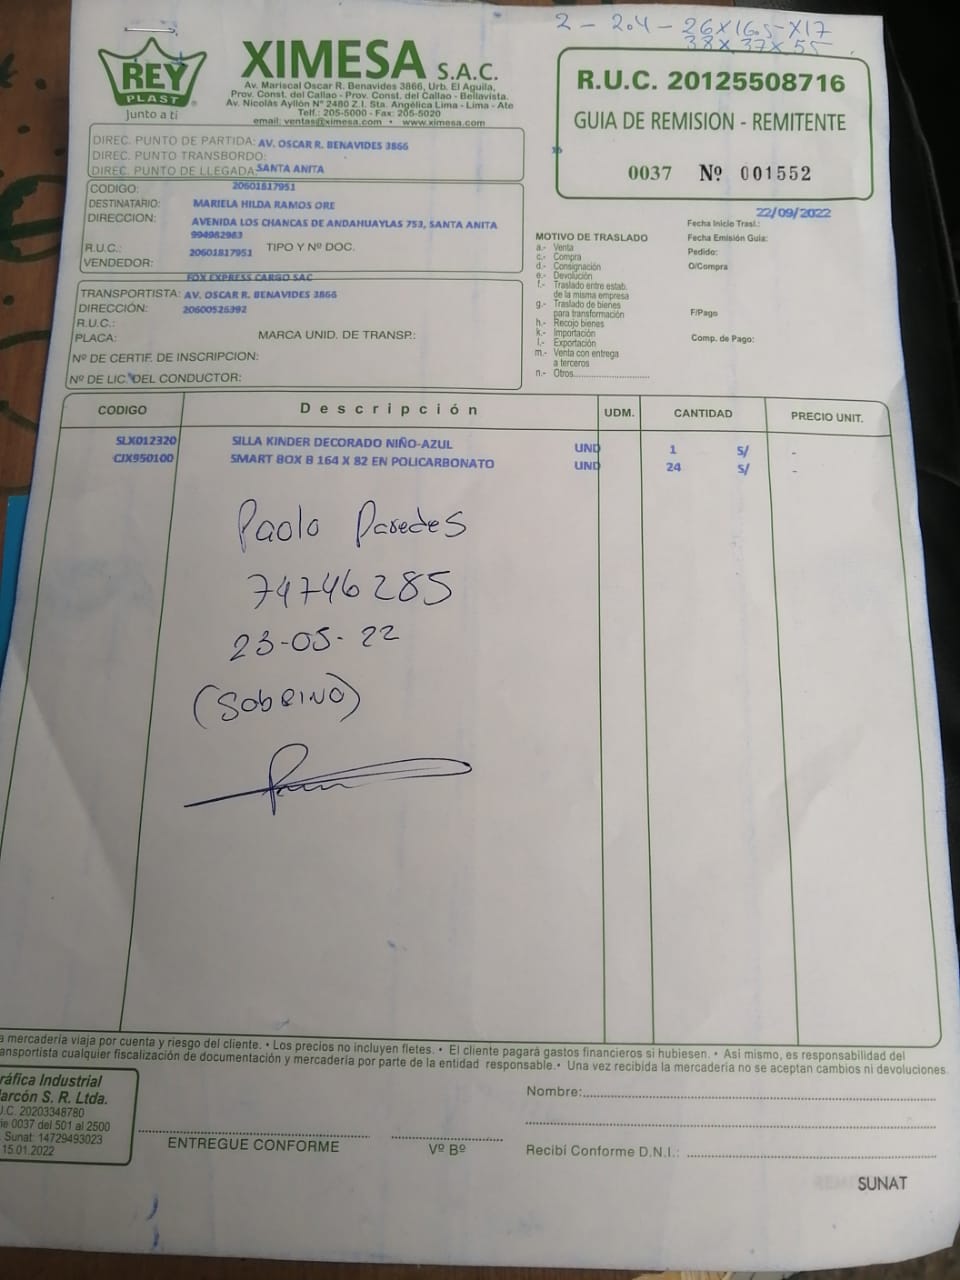 2 - 2.4 - 26X16.5-X17
38X37X55
REY
PLAST
Junto a ti
XIMESA S.A.C.
Av. Mariscal Oscar R. Benavides 3866, Urb. El Aguila,
Prov. Const. del Callao - Prov. Const. del Callao - Bellavista.
Av. Nicolás Ayllón Nº 2480 Z.I. Sta. Angélica Lima - Lima - Ate
Telf.: 205-5000 - Fax: 205-5020
email: ventas@ximesa.com • www.ximesa.com
R.U.C. 20125508716
GUIA DE REMISION - REMITENTE
0037 Nº 001552
DIREC. PUNTO DE PARTIDA: AV. OSCAR R. BENAVIDES 3866
DIREC. PUNTO TRANSBORDO:
DIREC. PUNTO DE LLEGADA: SANTA ANITA
CODIGO: 20601817951
DESTINATARIO: MARIELA HILDA RAMOS ORE
DIRECCION: AVENIDA LOS CHANCAS DE ANDAHUAYLAS 753, SANTA ANITA
994982983
R.U.C.: 20601817951 TIPO Y Nº DOC.
VENDEDOR:
FOX EXPRESS CARGO SAC
TRANSPORTISTA: AV. OSCAR R. BENAVIDES 3866
DIRECCIÓN: 20600526392
R.U.C.:
PLACA: MARCA UNID. DE TRANSP.:
Nº DE CERTIF. DE INSCRIPCION:
Nº DE LIC. DEL CONDUCTOR:
MOTIVO DE TRASLADO
a.- Venta
c.- Compra
d.- Consignación
e.- Devolución
f.- Traslado entre estab.
de la misma empresa
g.- Traslado de bienes
para transformación
h.- Recojo bienes
k.- Importación
l.- Exportación
m.- Venta con entrega
a terceros
n.- Otros
22/09/2022
Fecha Inicio Trasl.:
Fecha Emisión Guia:
Pedido:
O/Compra
F/Pago
Comp. de Pago:
CODIGO Descripción UDM. CANTIDAD PRECIO UNIT.
SLX012320 SILLA KINDER DECORADO NIÑO-AZUL UND 1 S/ -
CJX950100 SMART BOX B 164 X 82 EN POLICARBONATO UND 24 S/ -
Paolo Paredes
74746285
23-05-22
(SOBRINO)
a mercadería viaja por cuenta y riesgo del cliente. • Los precios no incluyen fletes. • El cliente pagará gastos financieros si hubiesen. • Asi mismo, es responsabilidad del
ansportista cualquier fiscalización de documentación y mercadería por parte de la entidad responsable. • Una vez recibida la mercadería no se aceptan cambios ni devoluciones.
ráfica Industrial
larcón S. R. Ltda.
U.C. 20203348780
rie 0037 del 501 al 2500
Sunat: 14729493023
15.01.2022
ENTREGUE CONFORME
Vº Bº
Nombre:
Recibí Conforme D.N.I.:
SUNAT